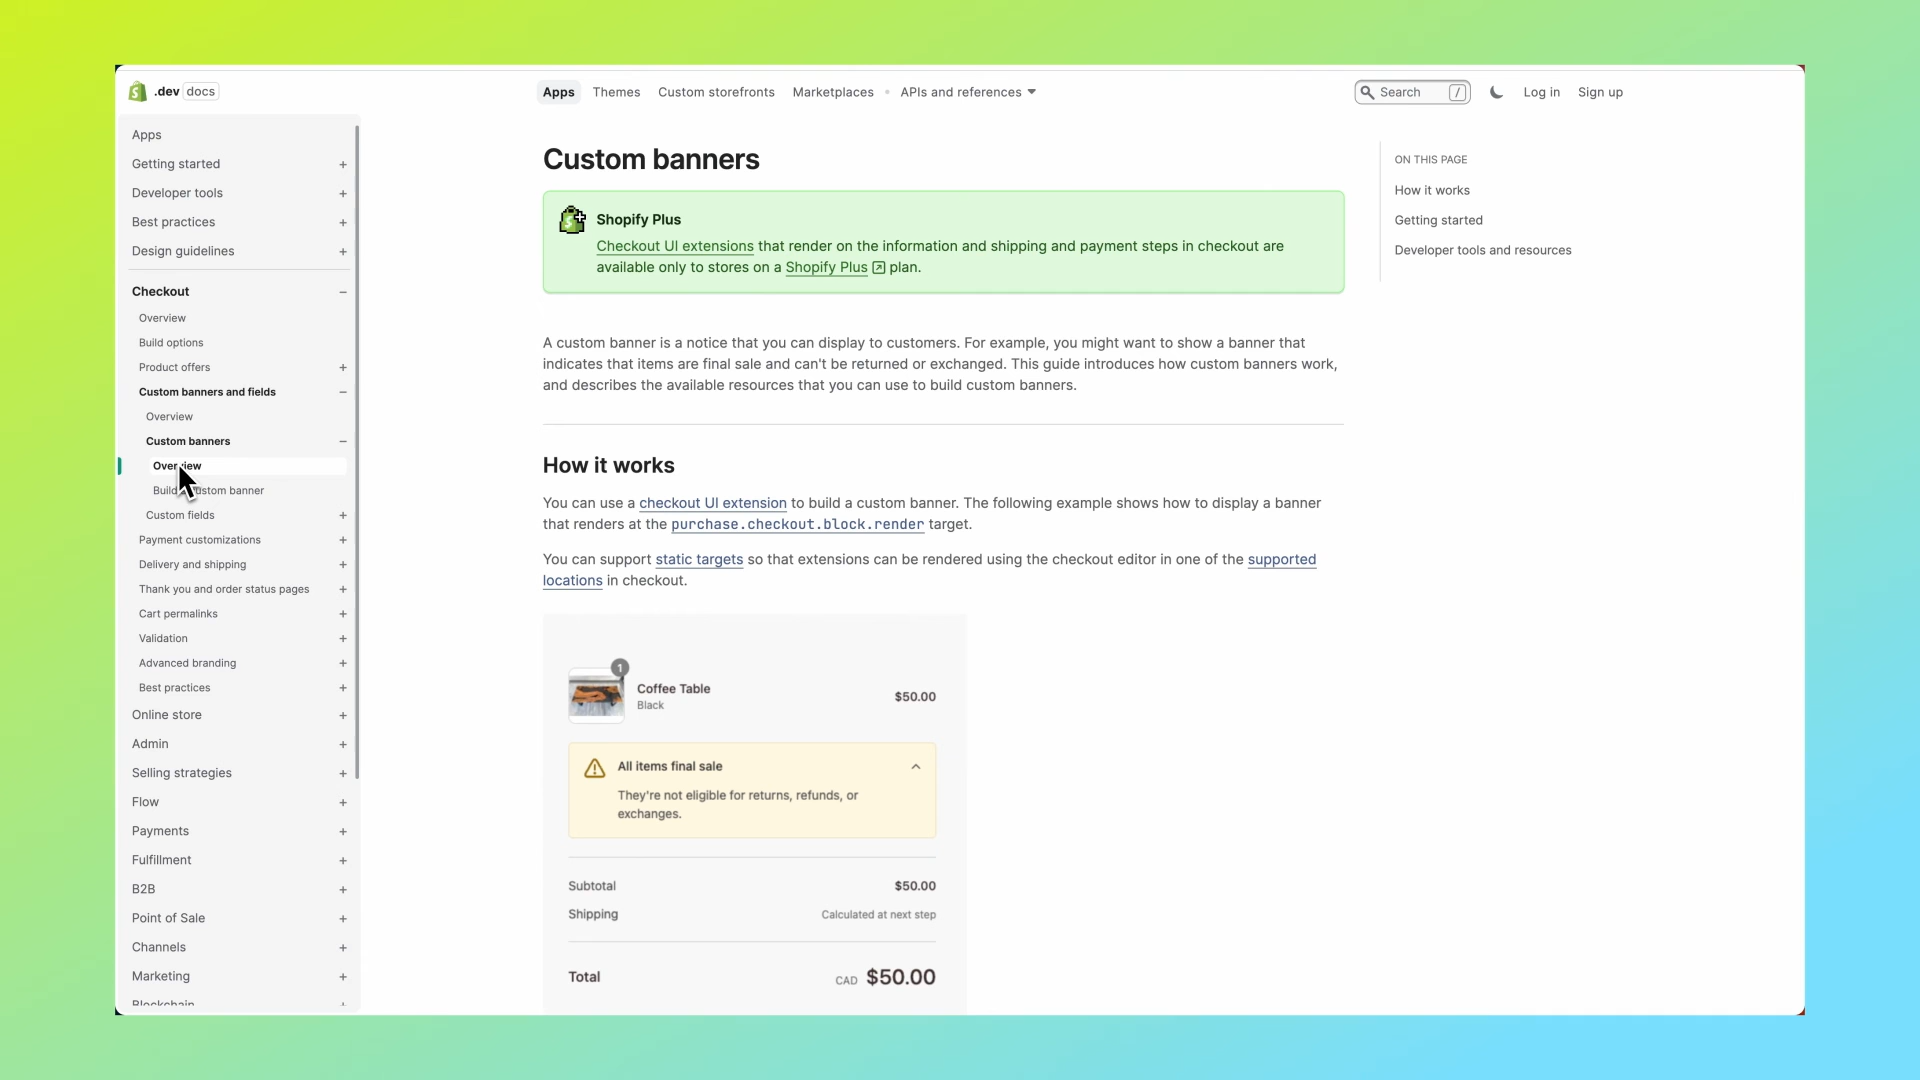 .dev docs
Apps
Themes
Custom storefronts
Marketplaces
APIs and references
Search /
Log in
Sign up
Apps
Getting started
Developer tools
Best practices
Design guidelines
Checkout
Overview
Build options
Product offers
Custom banners and fields
Overview
Custom banners
Overview
Build custom banner
Custom fields
Payment customizations
Delivery and shipping
Thank you and order status pages
Cart permalinks
Validation
Advanced branding
Best practices
Online store
Admin
Selling strategies
Flow
Payments
Fulfillment
B2B
Point of Sale
Channels
Marketing
Blockchain
Custom banners
Shopify Plus
Checkout UI extensions that render on the information and shipping and payment steps in checkout are
available only to stores on a Shopify Plus plan.
A custom banner is a notice that you can display to customers. For example, you might want to show a banner that
indicates that items are final sale and can't be returned or exchanged. This guide introduces how custom banners work,
and describes the available resources that you can use to build custom banners.
How it works
You can use a checkout UI extension to build a custom banner. The following example shows how to display a banner
that renders at the purchase.checkout.block.render target.
You can support static targets so that extensions can be rendered using the checkout editor in one of the supported
locations in checkout.
1
Coffee Table
Black
$50.00
All items final sale
They're not eligible for returns, refunds, or
exchanges.
Subtotal $50.00
Shipping Calculated at next step
Total CAD $50.00
ON THIS PAGE
How it works
Getting started
Developer tools and resources